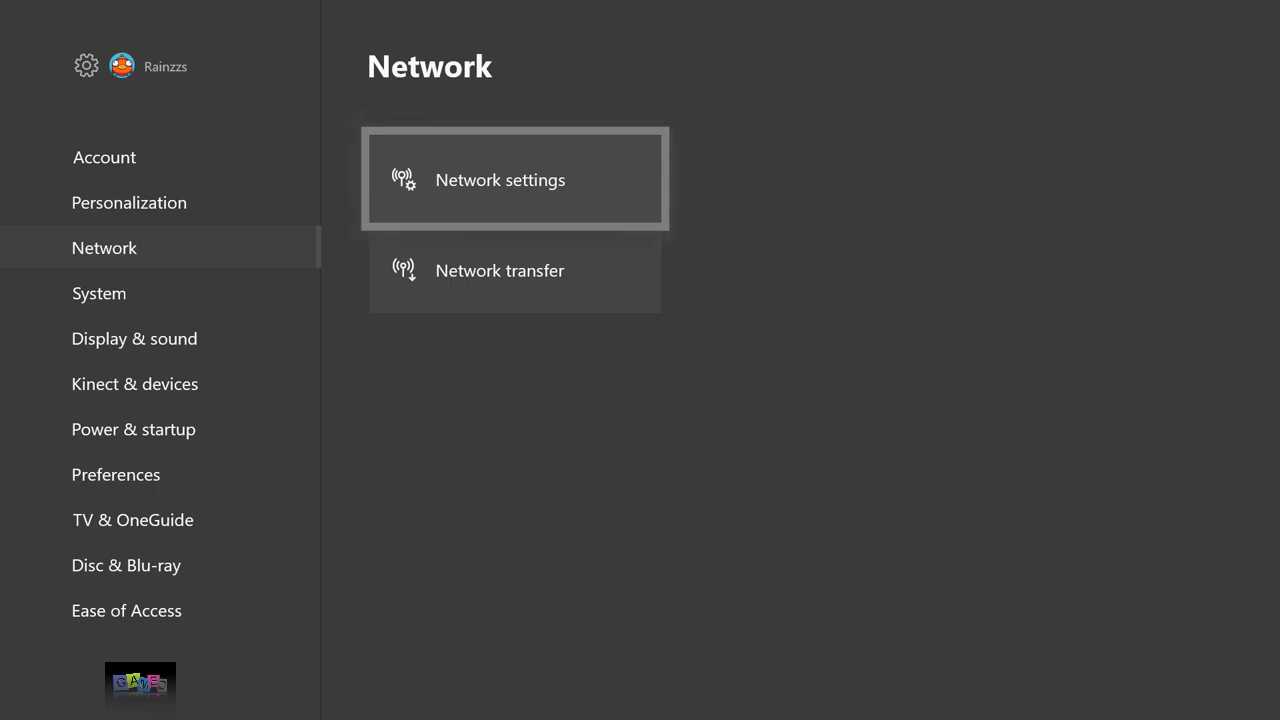 Rainzzs
Account
Personalization
Network
System
Display & sound
Kinect & devices
Power & startup
Preferences
TV & OneGuide
Disc & Blu-ray
Ease of Access
GAMES
Network
Network settings
Network transfer